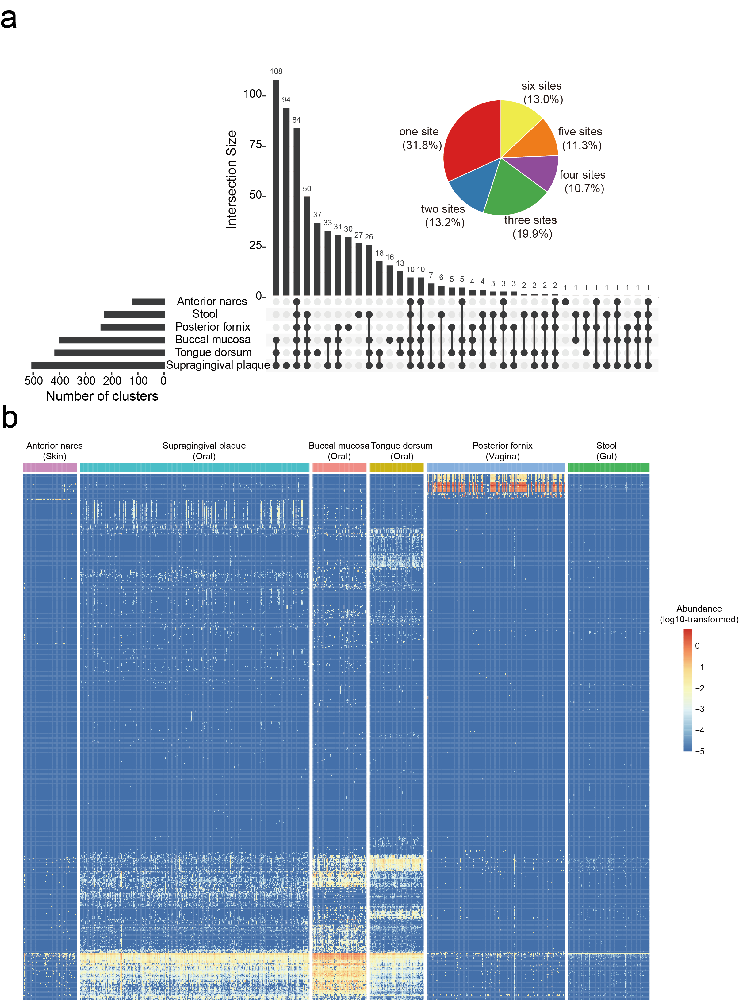 a
108
94
84
50
37
33
31
30
27
26
18
16
13
10
10
7
6
5
5
4
4
3
3
3
2
2
2
2
1
1
1
1
1
1
1
1
1
100
75
50
25
0
Intersection Size
six sites
(13.0%)
five sites
(11.3%)
four sites
(10.7%)
three sites
(19.9%)
two sites
(13.2%)
one site
(31.8%)
Anterior nares
Stool
Posterior fornix
Buccal mucosa
Tongue dorsum
Supragingival plaque
500 400 300 200 100 0
Number of clusters
b
Anterior nares
(Skin)
Supragingival plaque
(Oral)
Buccal mucosa
(Oral)
Tongue dorsum
(Oral)
Posterior fornix
(Vagina)
Stool
(Gut)
Abundance
(log10-transformed)
0
−1
−2
−3
−4
−5